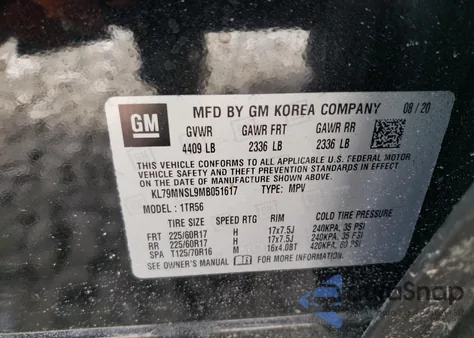 GM
MFD BY GM KOREA COMPANY 08/20
GVWR GAWR FRT GAWR RR
4409 LB 2336 LB 2336 LB
THIS VEHICLE CONFORMS TO ALL APPLICABLE U.S. FEDERAL MOTOR
VEHICLE SAFETY AND THEFT PREVENTION STANDARDS IN EFFECT ON THE
DATE OF MANUFACTURE SHOWN ABOVE.
KL79MNSL9MB051617 TYPE: MPV
MODEL : 1TR56
TIRE SIZE SPEED RTG RIM COLD TIRE PRESSURE
FRT 225/60R17 H 17x7.5J 240KPA, 35 PSI
RR 225/60R17 H 17x7.5J 240KPA, 35 PSI
SPA T125/70R16 M 16x4.0BT 420KPA, 60 PSI
SEE OWNER'S MANUAL FOR MORE INFORMATION